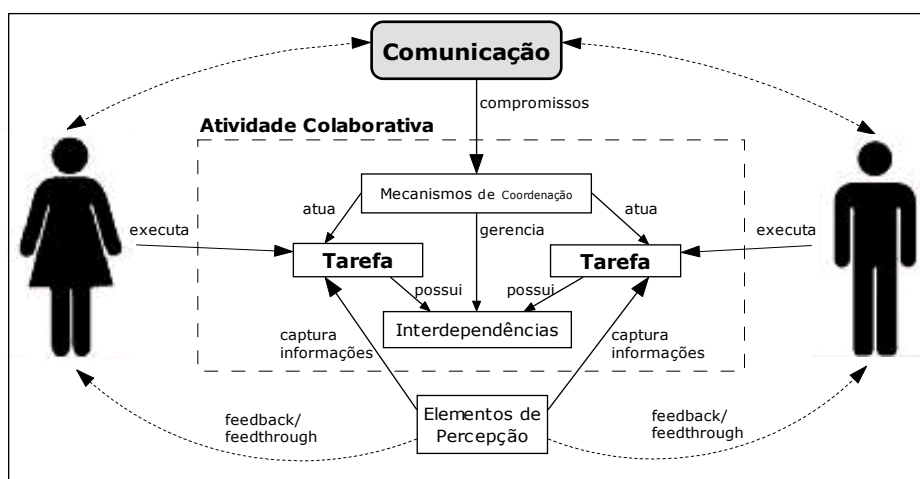 Comunicação
compromissos
Atividade Colaborativa
Mecanismos de Coordenação
atua
atua
executa
gerencia
executa
Tarefa
Tarefa
possui
possui
Interdependências
captura
informações
captura
informações
Elementos de
Percepção
feedback/
feedthrough
feedback/
feedthrough